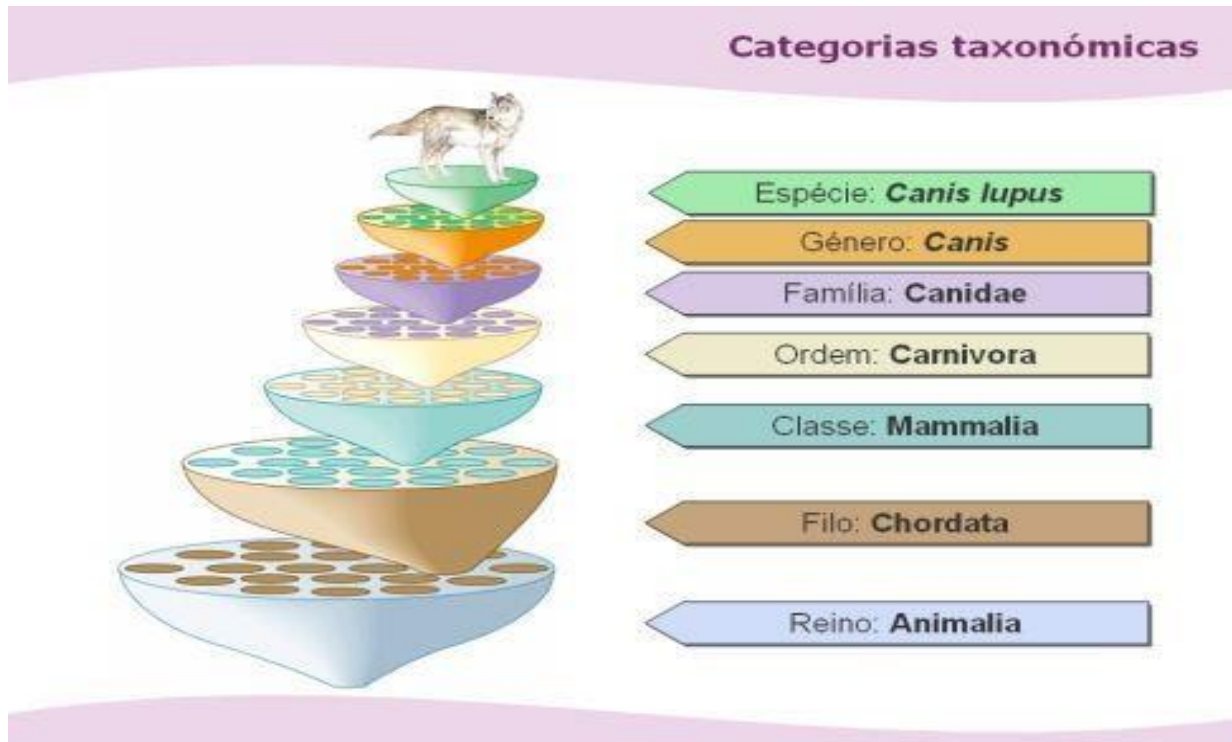 Categorias taxonómicas
Espécie: Canis lupus
Género: Canis
Família: Canidae
Ordem: Carnivora
Classe: Mammalia
Filo: Chordata
Reino: Animalia